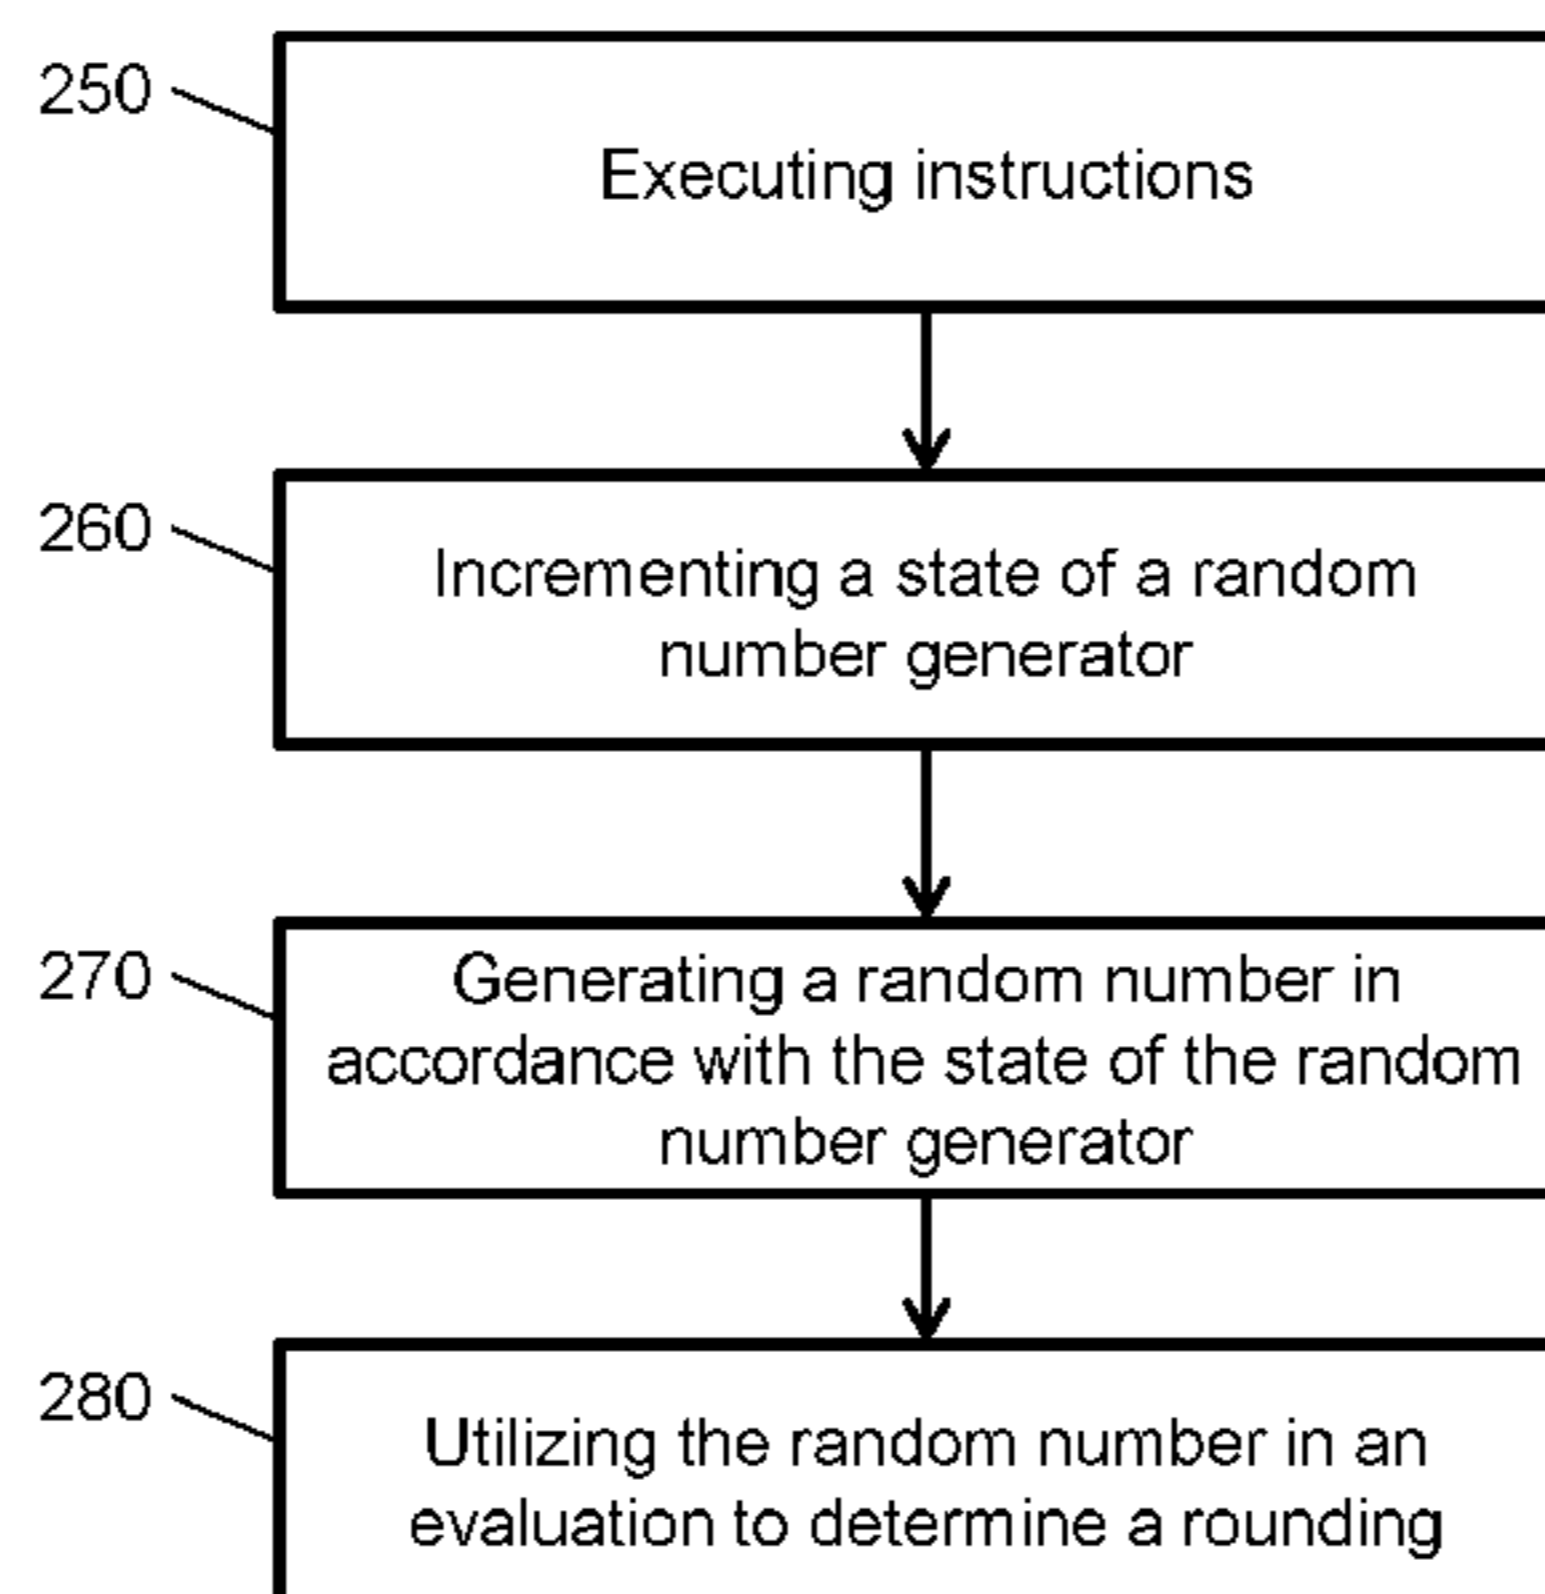 250
Executing instructions
260
Incrementing a state of a random
number generator
270
Generating a random number in
accordance with the state of the random
number generator
280
Utilizing the random number in an
evaluation to determine a rounding